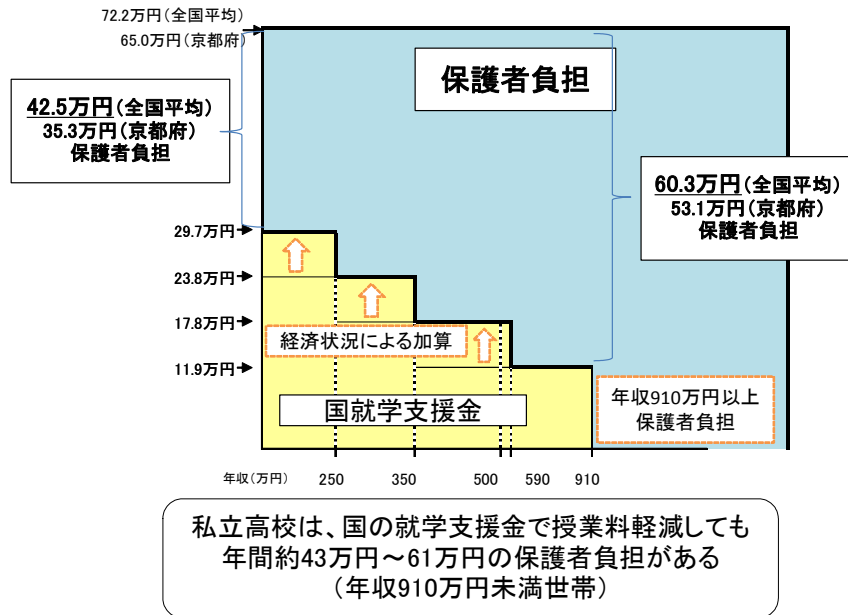 72.2万円(全国平均)
65.0万円(京都府)
保護者負担
42.5万円(全国平均)
35.3万円(京都府)
保護者負担
60.3万円(全国平均)
53.1万円(京都府)
保護者負担
29.7万円
23.8万円
17.8万円
経済状況による加算
11.9万円
年収910万円以上
保護者負担
国就学支援金
年収(万円) 250 350 500 590 910
私立高校は、国の就学支援金で授業料軽減しても
年間約43万円～61万円の保護者負担がある
(年収910万円未満世帯)